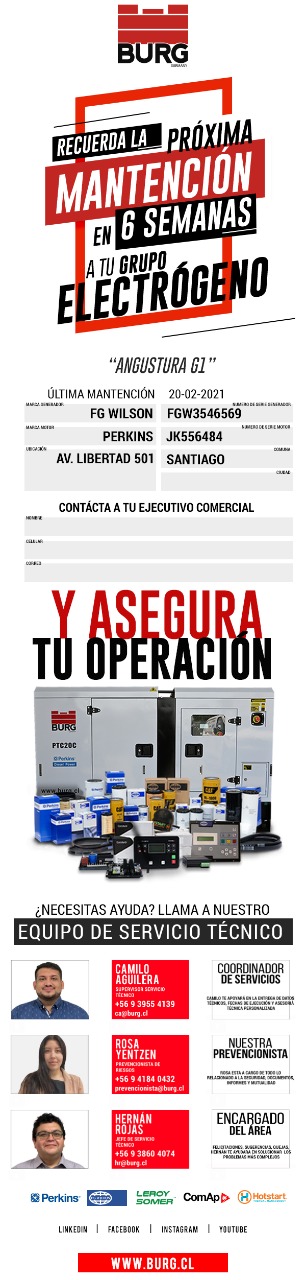 BURG
GERMANY
RECUERDA LA PRÓXIMA
MANTENCIÓN
EN 6 SEMANAS
A TU GRUPO
ELECTRÓGENO
“ANGUSTURA G1”
ÚLTIMA MANTENCIÓN 20-02-2021
MARCA GENERADOR NUMERO DE SERIE GENERADOR
FG WILSON FGW3546569
MARCA MOTOR NUMERO DE SERIE MOTOR
PERKINS JK556484
UBICACIÓN COMUNA
AV. LIBERTAD 501 SANTIAGO
CIUDAD
CONTÁCTA A TU EJECUTIVO COMERCIAL
NOMBRE
CELULAR
CORREO
Y ASEGURA
TU OPERACIÓN
BURG
PTC20C
Perkins
www.burg.cl
CAT
¿NECESITAS AYUDA? LLAMA A NUESTRO
EQUIPO DE SERVICIO TÉCNICO
CAMILO
AGUILERA
SUPERVISOR SERVICIO
TÉCNICO
+56 9 3955 4139
ca@burg.cl
COORDINADOR
DE SERVICIOS
CAMILO TE APOYARÁ EN LA ENTREGA DE DATOS
TÉCNICOS, FECHAS DE EJECUCIÓN Y ASESORÍA
TÉCNICA PERSONALIZADA
ROSA
YENTZEN
PREVENCIONISTA DE
RIESGOS
+56 9 4184 0432
prevencionista@burg.cl
NUESTRA
PREVENCIONISTA
ROSA ESTÁ A CARGO DE TODO LO
RELACIONADO A LA SEGURIDAD, DOCUMENTOS,
INFORMES Y MUTUALIDAD
HERNÁN
ROJAS
JEFE DE SERVICIO
TÉCNICO
+56 9 3860 4074
hr@burg.cl
ENCARGADO
DEL ÁREA
FELICITACIONES, SUGERENCIAS, QUEJAS,
HERNAN TE AYUDARA EN SOLUCIONAR LOS
PROBLEMAS MÁS COMPLEJOS
Perkins LEROY SOMER ComAp Hotstart
LINKEDIN | FACEBOOK | INSTAGRAM | YOUTUBE
WWW.BURG.CL